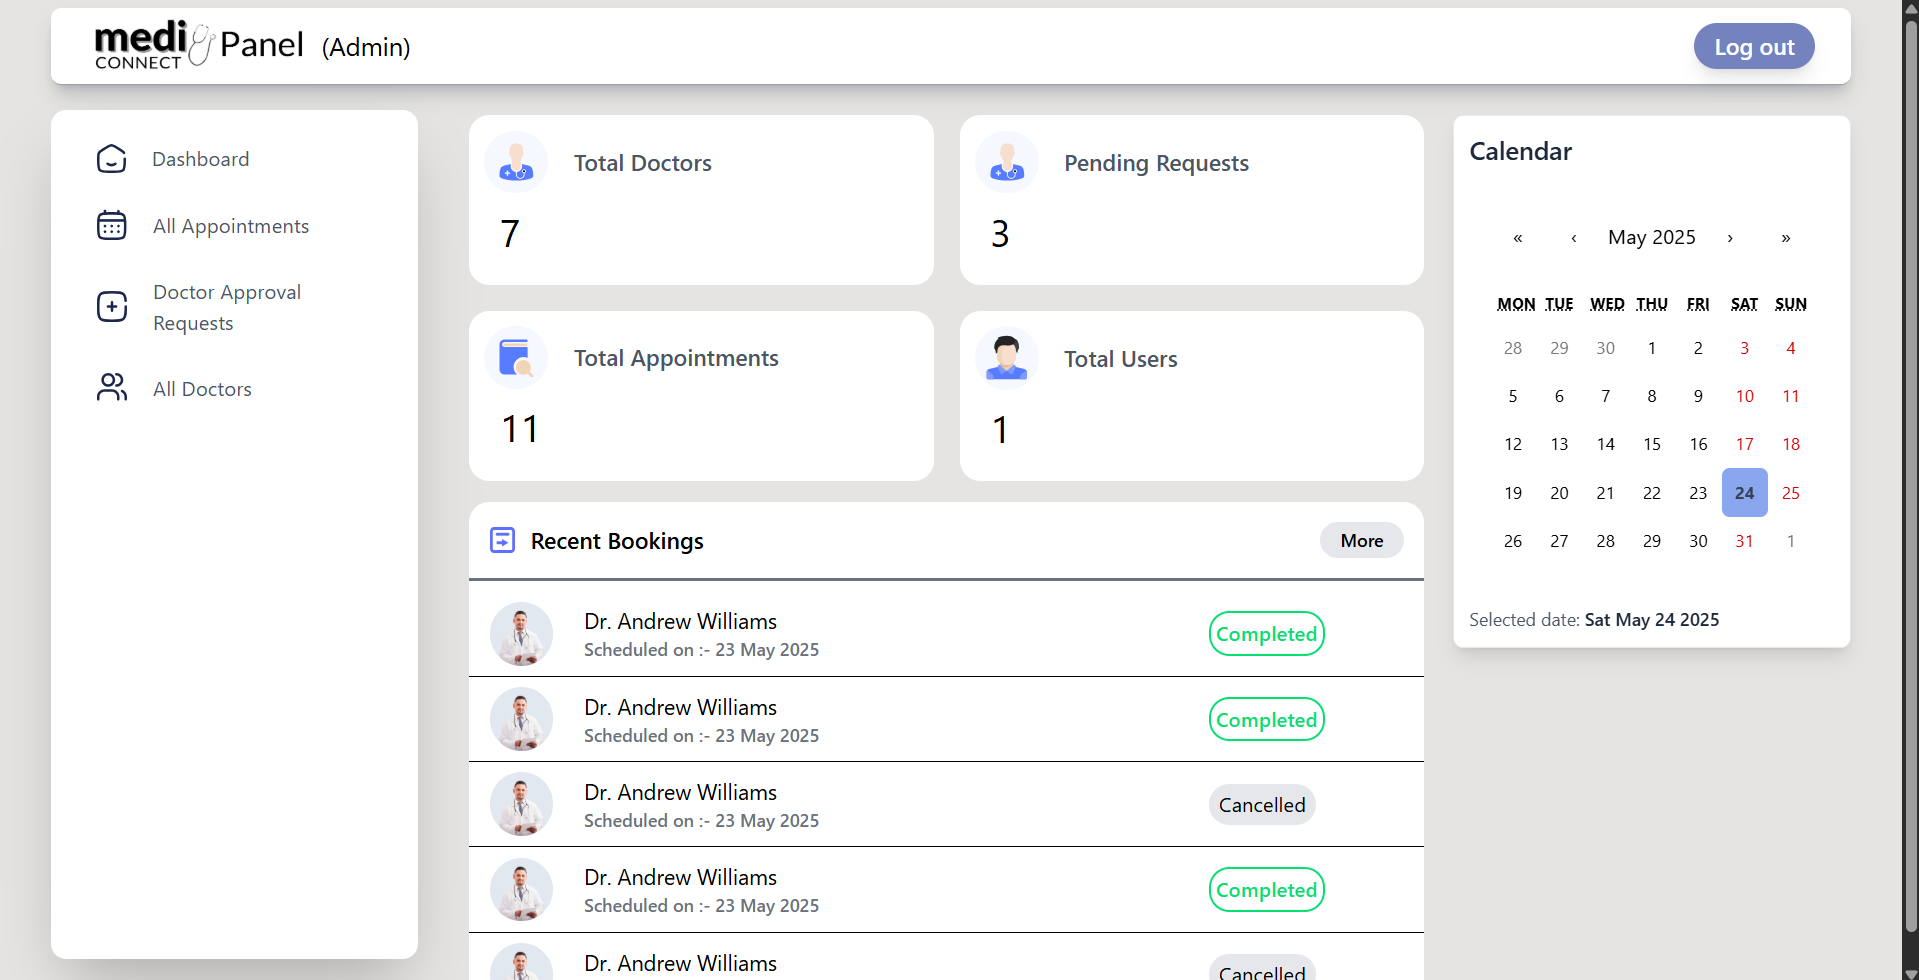 medi
CONNECT
Panel (Admin)
Log out
Dashboard
All Appointments
Doctor Approval
Requests
All Doctors
Total Doctors
7
Pending Requests
3
Total Appointments
11
Total Users
1
Recent Bookings
More
Dr. Andrew Williams
Scheduled on :- 23 May 2025
Completed
Dr. Andrew Williams
Scheduled on :- 23 May 2025
Completed
Dr. Andrew Williams
Scheduled on :- 23 May 2025
Cancelled
Dr. Andrew Williams
Scheduled on :- 23 May 2025
Completed
Dr. Andrew Williams
Cancelled
Calendar
« ‹ May 2025 › »
MON TUE WED THU FRI SAT SUN
28 29 30 1 2 3 4
5 6 7 8 9 10 11
12 13 14 15 16 17 18
19 20 21 22 23 24 25
26 27 28 29 30 31 1
Selected date: Sat May 24 2025